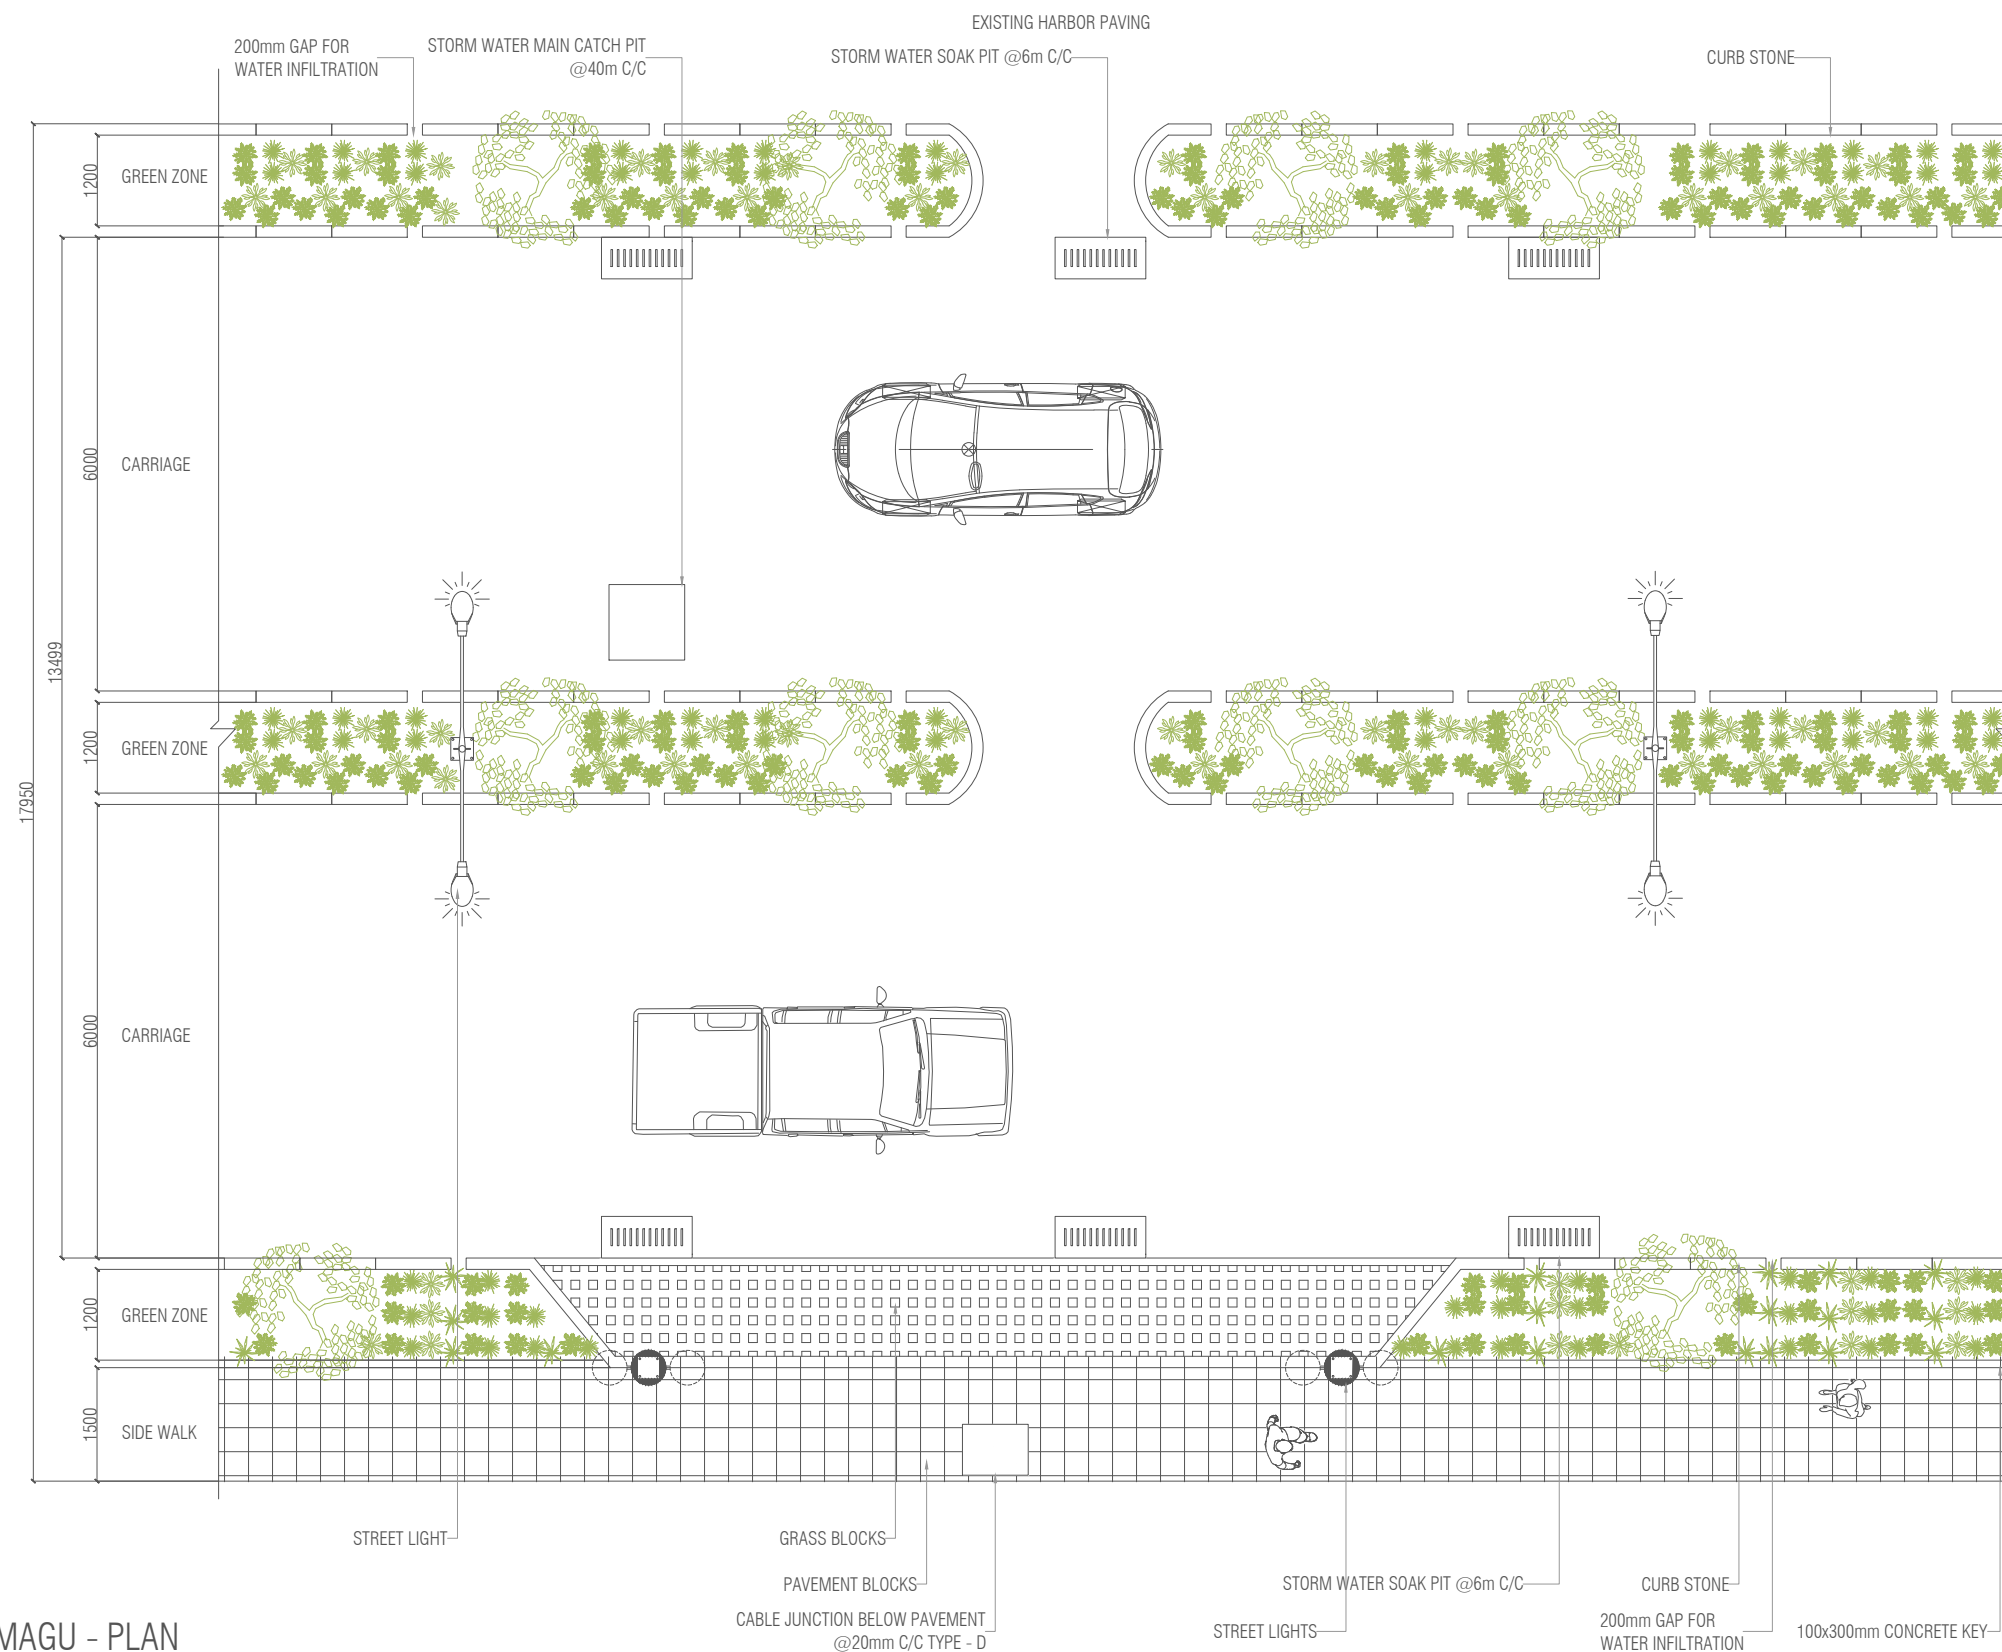 EXISTING HARBOR PAVING
200mm GAP FOR
WATER INFILTRATION
STORM WATER MAIN CATCH PIT
@40m C/C
STORM WATER SOAK PIT @6m C/C
CURB STONE
1200
GREEN ZONE
6000
CARRIAGE
13499
1200
GREEN ZONE
17950
6000
CARRIAGE
1200
GREEN ZONE
1500
SIDE WALK
STREET LIGHT
GRASS BLOCKS
PAVEMENT BLOCKS
STORM WATER SOAK PIT @6m C/C
CURB STONE
CABLE JUNCTION BELOW PAVEMENT
@20mm C/C TYPE - D
STREET LIGHTS
200mm GAP FOR
WATER INFILTRATION
100x300mm CONCRETE KEY
MAGU - PLAN